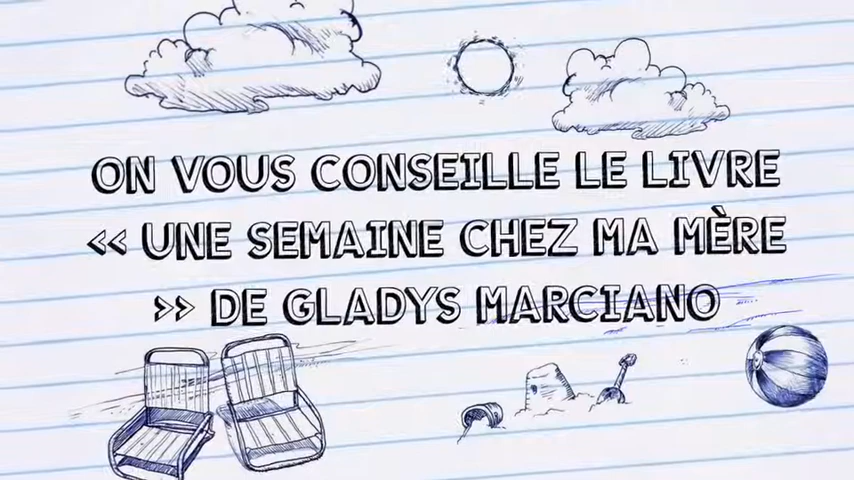 ON VOUS CONSEILLE LE LIVRE
« UNE SEMAINE CHEZ MA MÈRE
» DE GLADYS MARCIANO